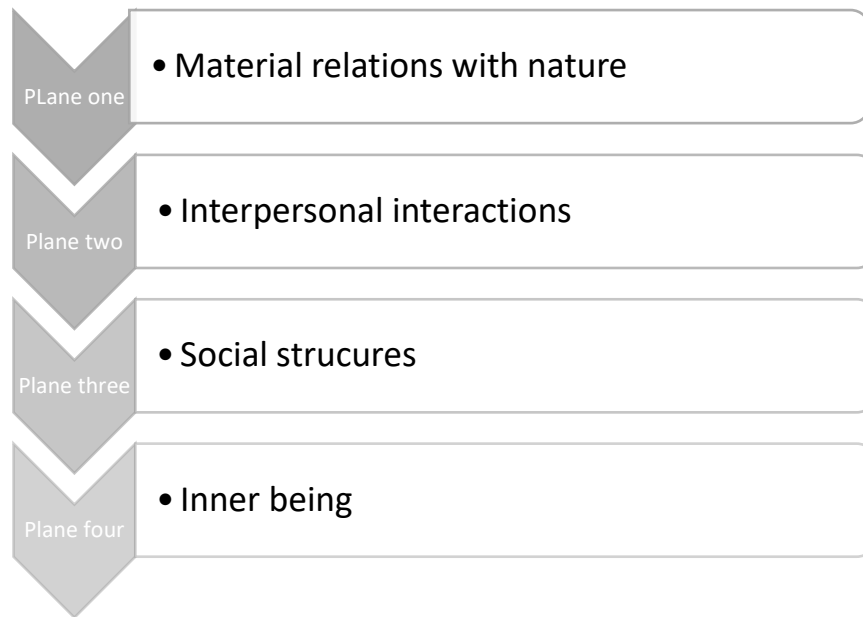 PLane one
• Material relations with nature
Plane two
• Interpersonal interactions
Plane three
• Social strucures
Plane four
• Inner being